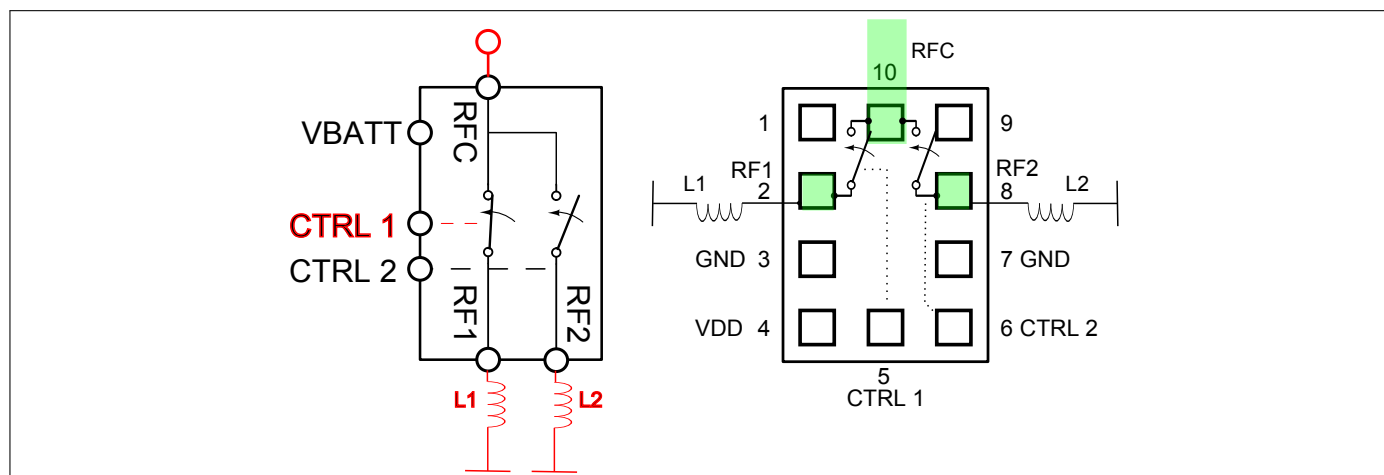 VBATT
RFC
CTRL 1
CTRL 2
RF1
RF2
L1
L2
RFC
10
1
9
RF1
RF2
L1
2
8
L2
GND 3
7 GND
VDD 4
6 CTRL 2
5
CTRL 1